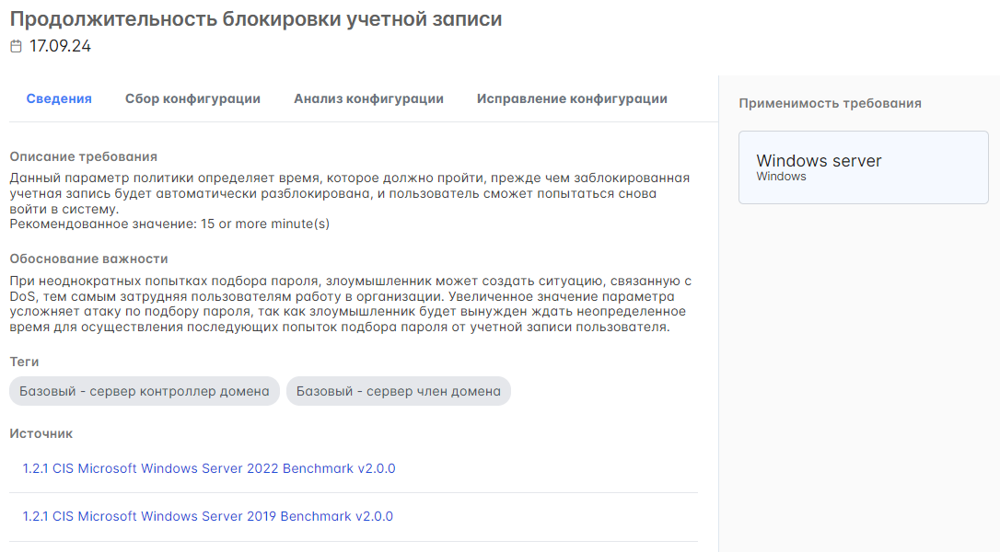 Продолжительность блокировки учетной записи
17.09.24
Сведения
Сбор конфигурации
Анализ конфигурации
Исправление конфигурации
Описание требования
Данный параметр политики определяет время, которое должно пройти, прежде чем заблокированная
учетная запись будет автоматически разблокирована, и пользователь сможет попытаться снова
войти в систему.
Рекомендованное значение: 15 or more minute(s)
Обоснование важности
При неоднократных попытках подбора пароля, злоумышленник может создать ситуацию, связанную с
DoS, тем самым затрудняя пользователям работу в организации. Увеличенное значение параметра
усложняет атаку по подбору пароля, так как злоумышленник будет вынужден ждать неопределенное
время для осуществления последующих попыток подбора пароля от учетной записи пользователя.
Теги
Базовый - сервер контроллер домена
Базовый - сервер член домена
Источник
1.2.1 CIS Microsoft Windows Server 2022 Benchmark v2.0.0
1.2.1 CIS Microsoft Windows Server 2019 Benchmark v2.0.0
Применимость требования
Windows server
Windows